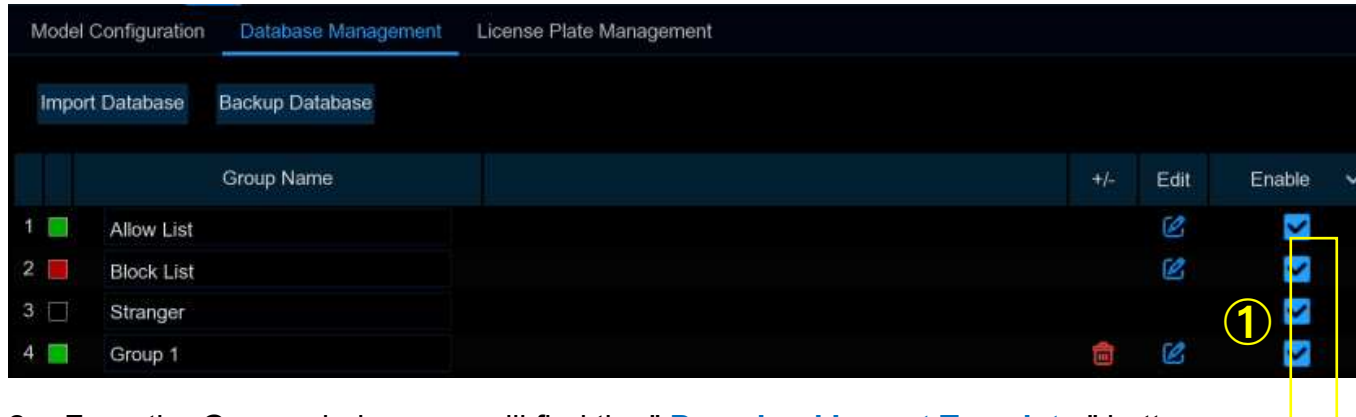 Model Configuration Database Management License Plate Management
Import Database Backup Database
Group Name +/- Edit Enable
1 Allow List
2 Block List
3 Stranger
①
4 Group 1